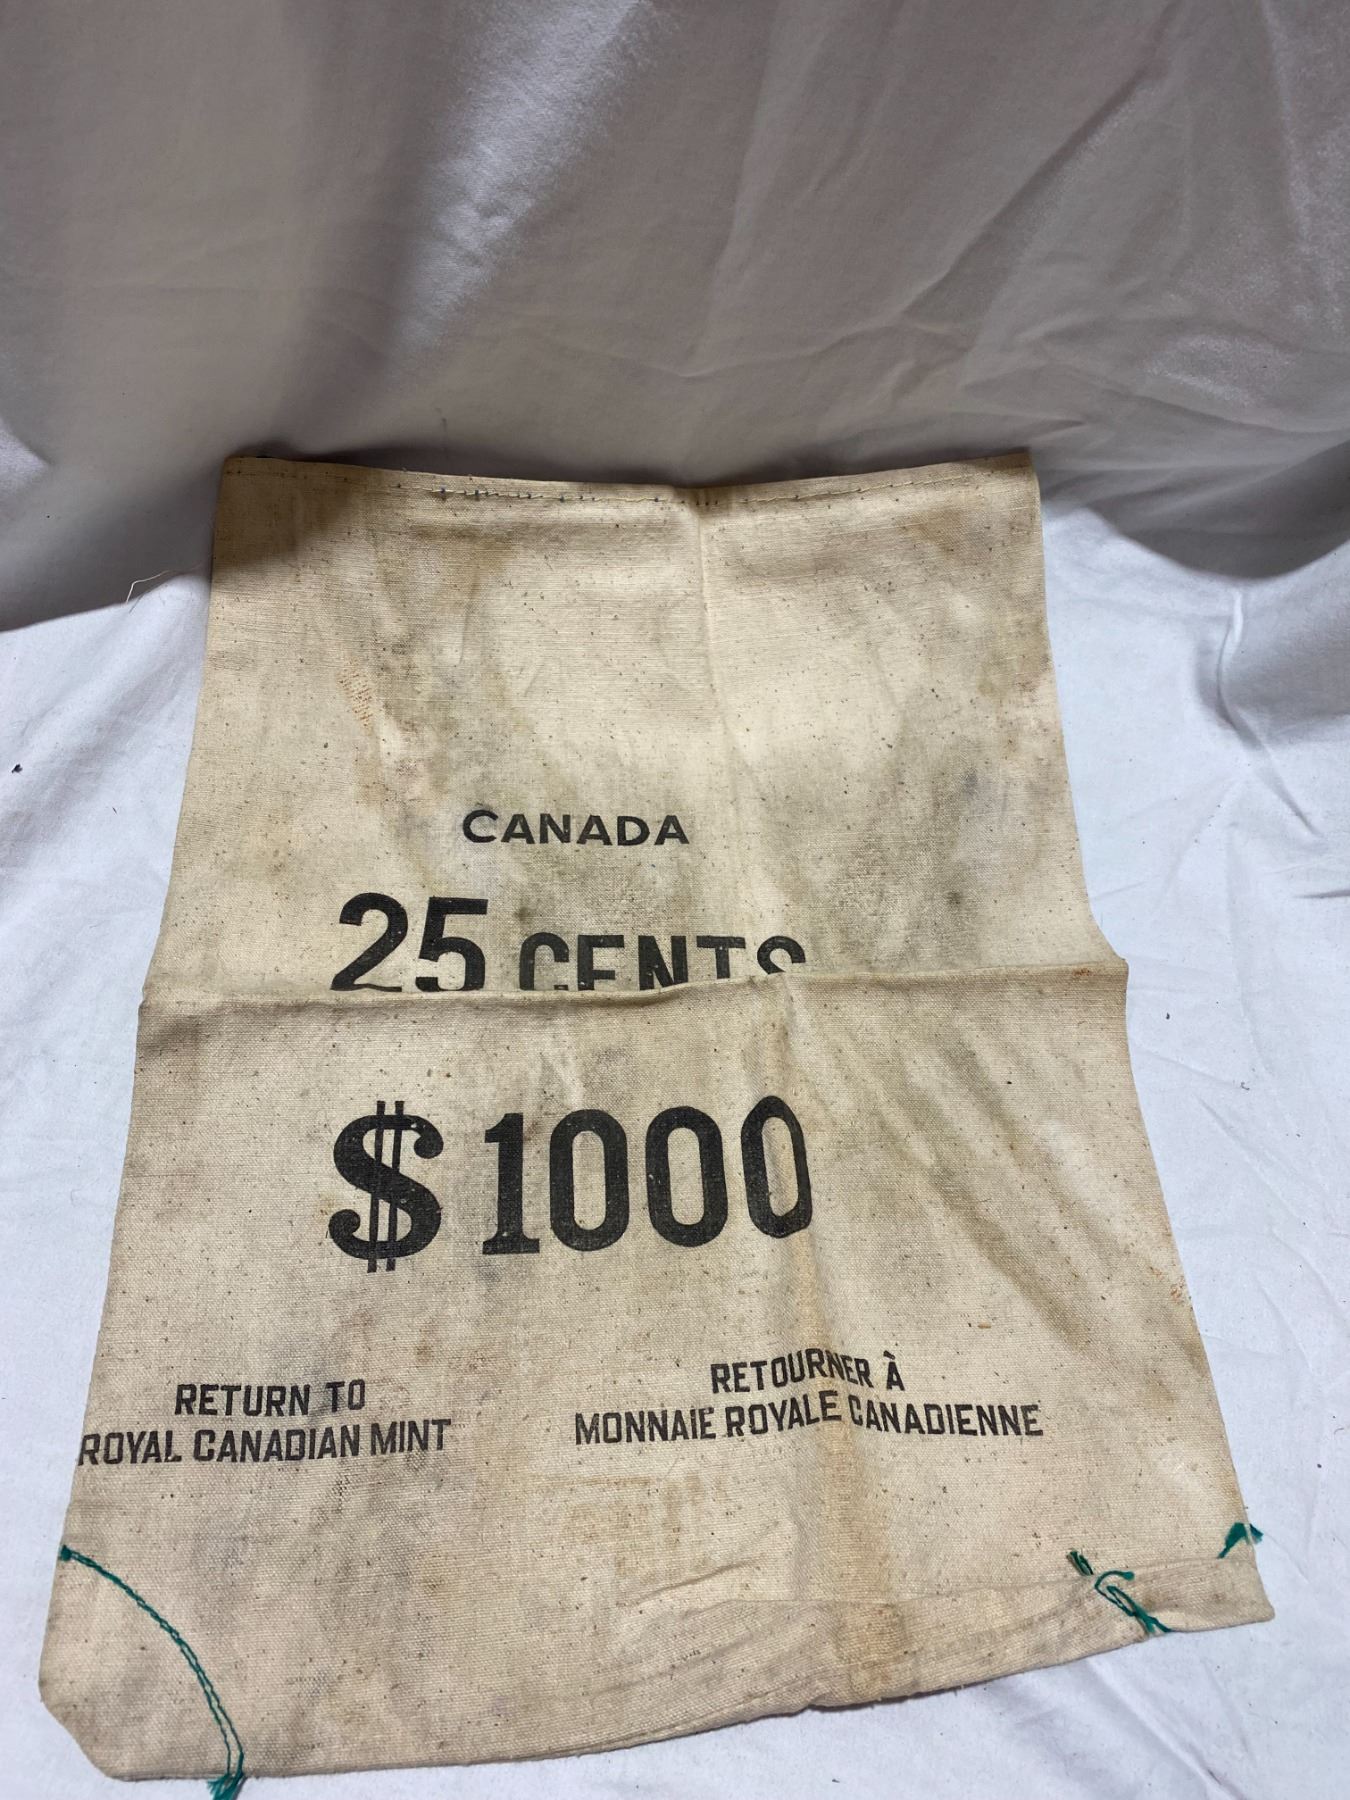 CANADA
25 CENTS
$1000
RETURN TO
ROYAL CANADIAN MINT
RETOURNER À
MONNAIE ROYALE CANADIENNE